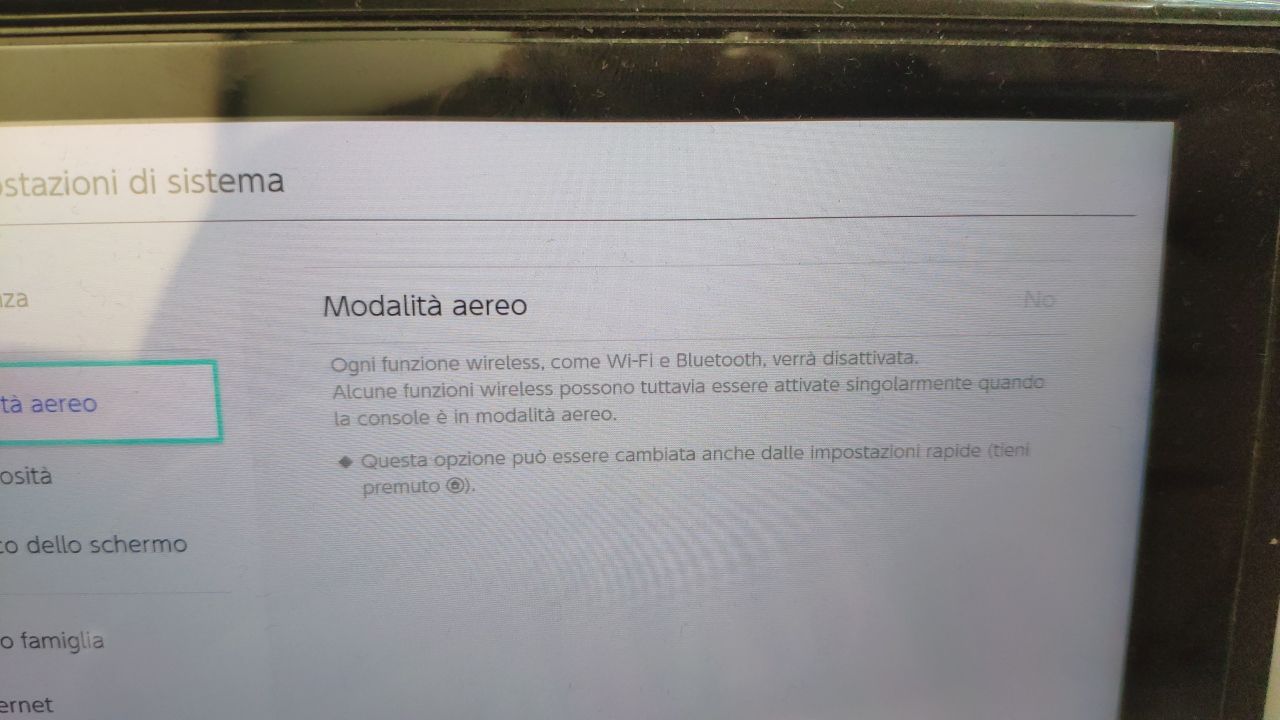 ostazioni di sistema
nza
tà aereo
osità
co dello schermo
o famiglia
ernet
Modalità aereo
No
Ogni funzione wireless, come Wi-Fi e Bluetooth, verrà disattivata.
Alcune funzioni wireless possono tuttavia essere attivate singolarmente quando
la console è in modalità aereo.
◆ Questa opzione può essere cambiata anche dalle impostazioni rapide (tieni
premuto ).